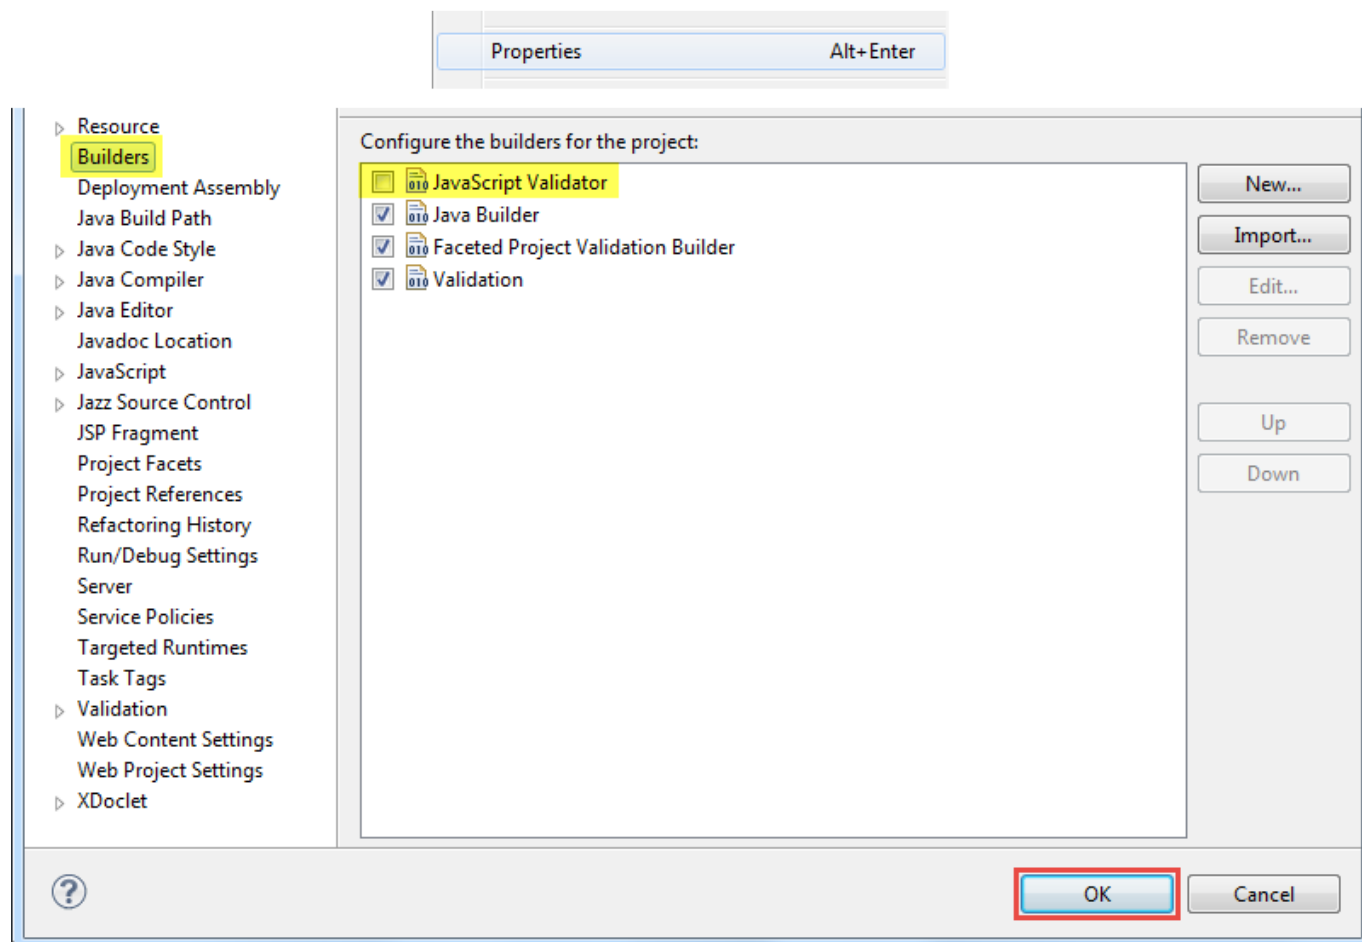 Properties Alt+Enter
Resource
Builders
Deployment Assembly
Java Build Path
Java Code Style
Java Compiler
Java Editor
Javadoc Location
JavaScript
Jazz Source Control
JSP Fragment
Project Facets
Project References
Refactoring History
Run/Debug Settings
Server
Service Policies
Targeted Runtimes
Task Tags
Validation
Web Content Settings
Web Project Settings
XDoclet
Configure the builders for the project:
JavaScript Validator
Java Builder
Faceted Project Validation Builder
Validation
New...
Import...
Edit...
Remove
Up
Down
OK
Cancel